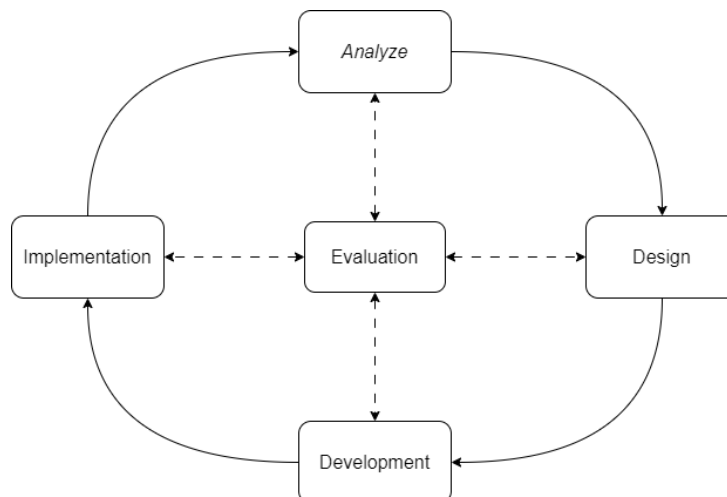 Analyze
Implementation
Evaluation
Design
Development